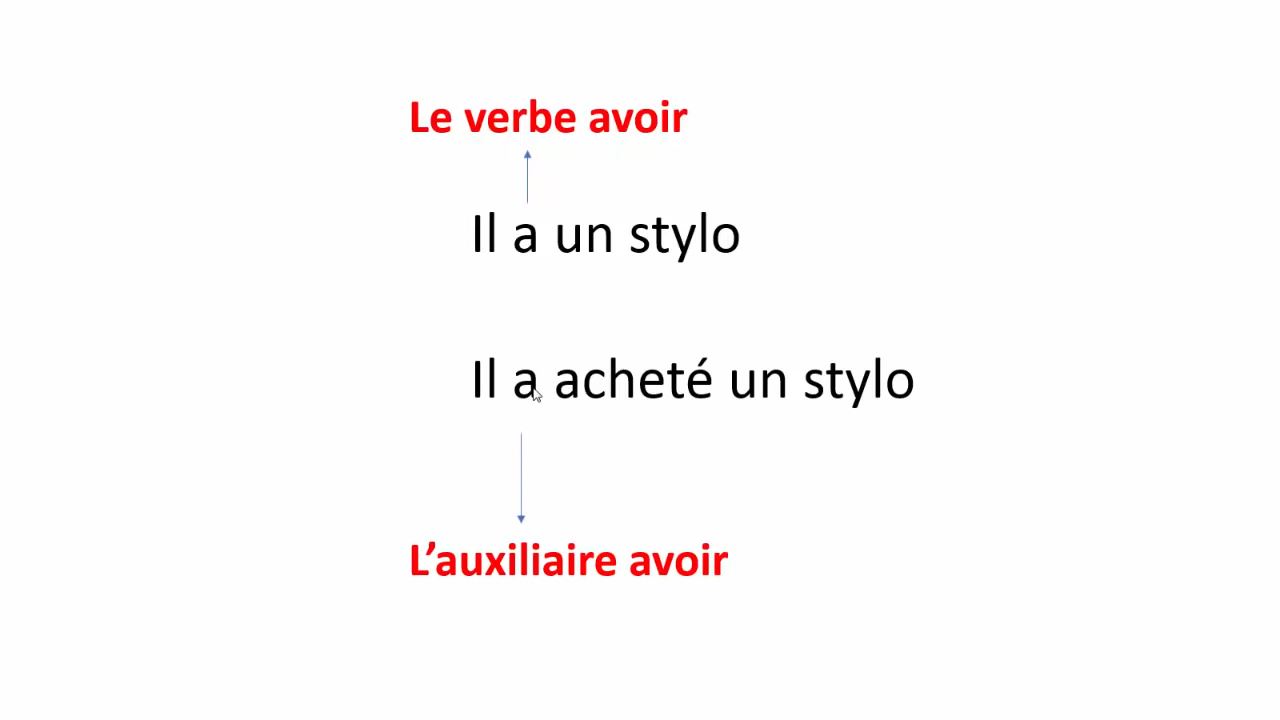 Le verbe avoir
Il a un stylo
Il a acheté un stylo
L’auxiliaire avoir